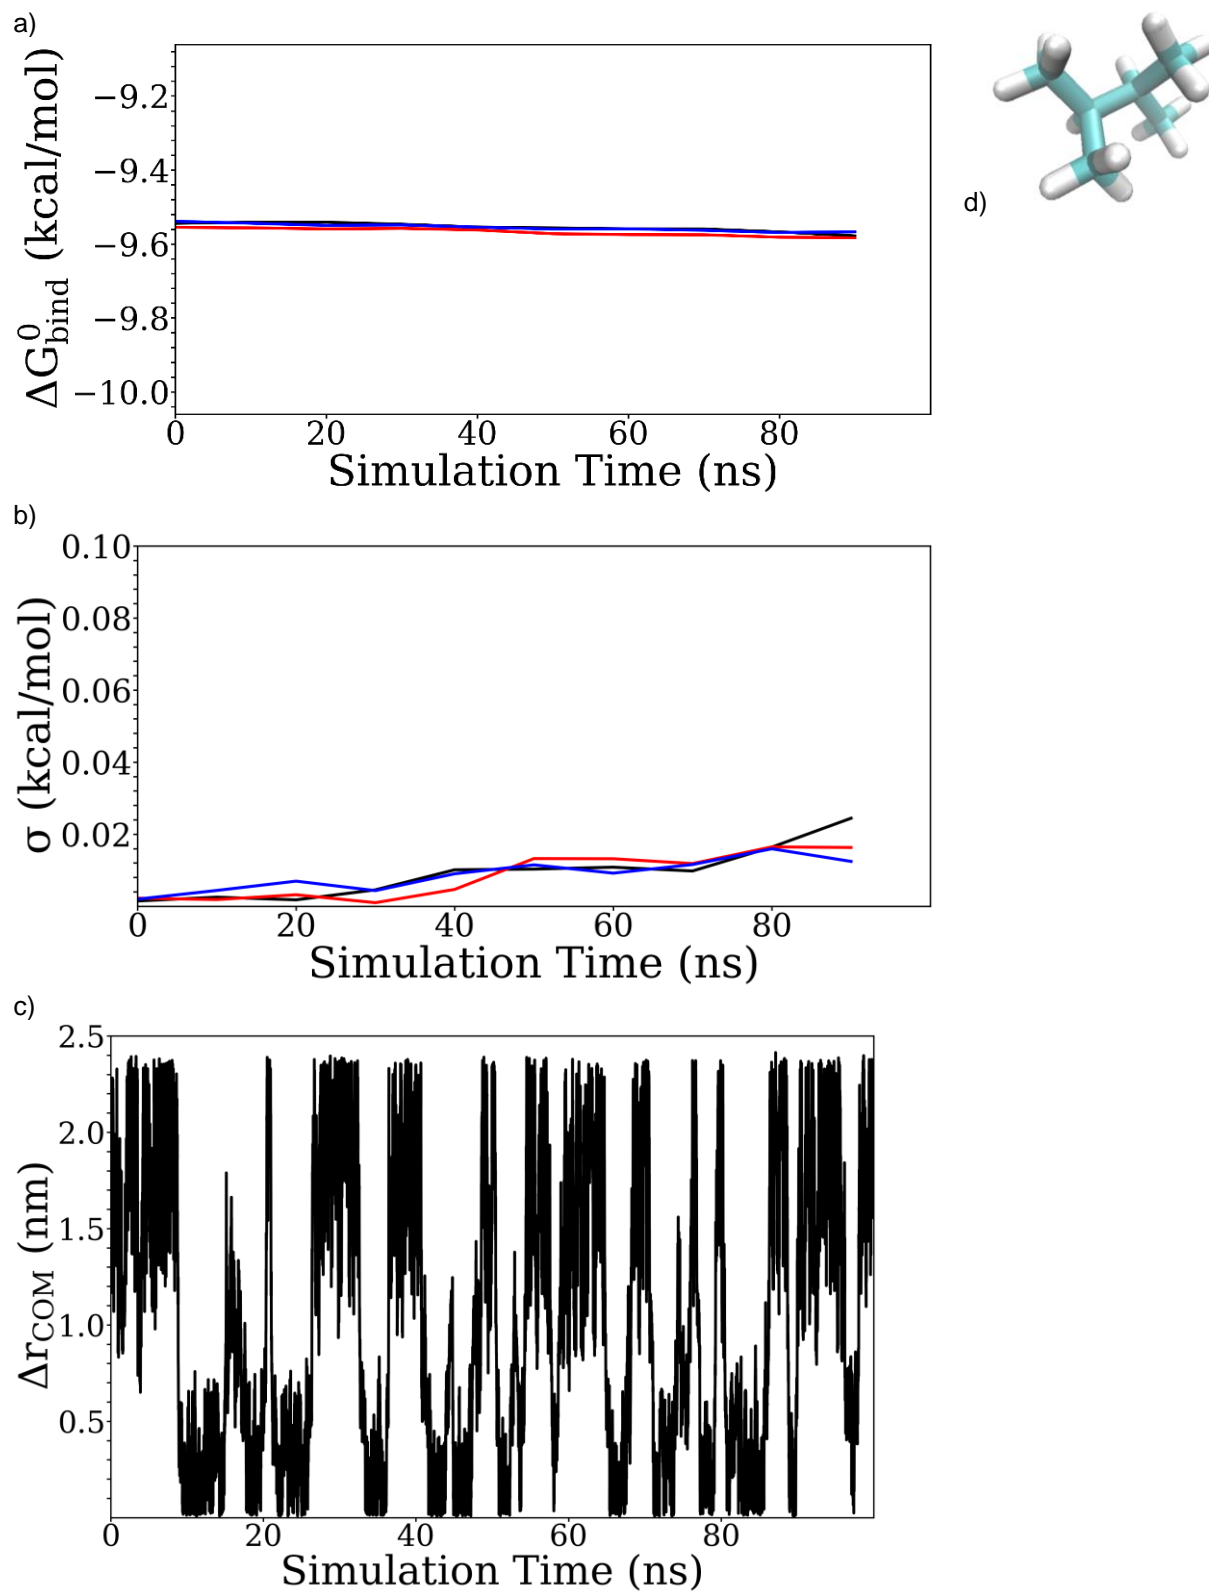 a)
ΔG⁰bind (kcal/mol)
−9.2
−9.4
−9.6
−9.8
−10.0
0 20 40 60 80
Simulation Time (ns)
d)
b)
σ (kcal/mol)
0.10
0.08
0.06
0.04
0.02
0 20 40 60 80
Simulation Time (ns)
c)
ΔrCOM (nm)
2.5
2.0
1.5
1.0
0.5
0 20 40 60 80
Simulation Time (ns)